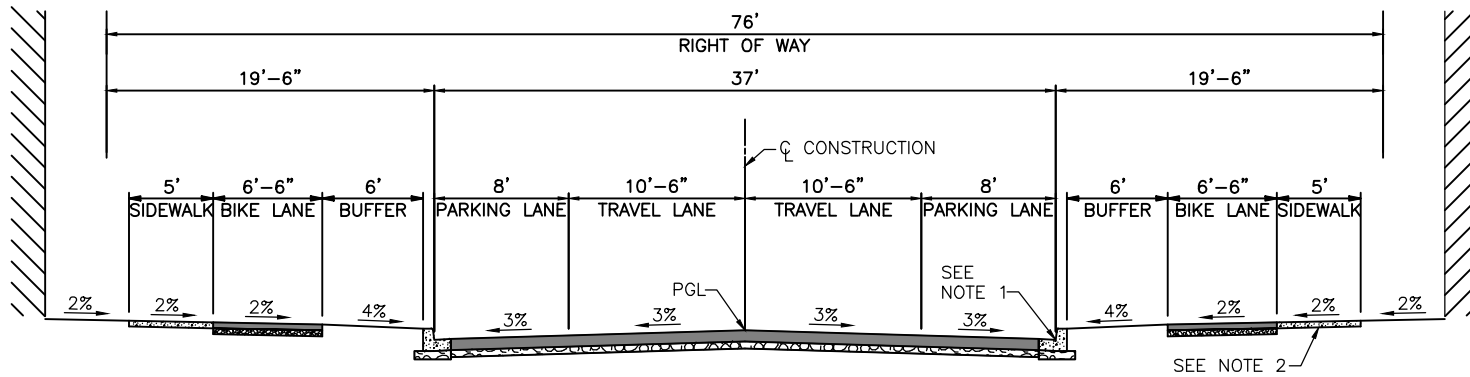 76'
RIGHT OF WAY
19'-6" 37' 19'-6"
℄ CONSTRUCTION
5' 6'-6" 6' 8' 10'-6" 10'-6" 8' 6' 6'-6" 5'
SIDEWALK BIKE LANE BUFFER PARKING LANE TRAVEL LANE TRAVEL LANE PARKING LANE BUFFER BIKE LANE SIDEWALK
SEE
NOTE 1
PGL
2% 2% 2% 4% 3% 3% 3% 3% 4% 2% 2% 2%
SEE NOTE 2